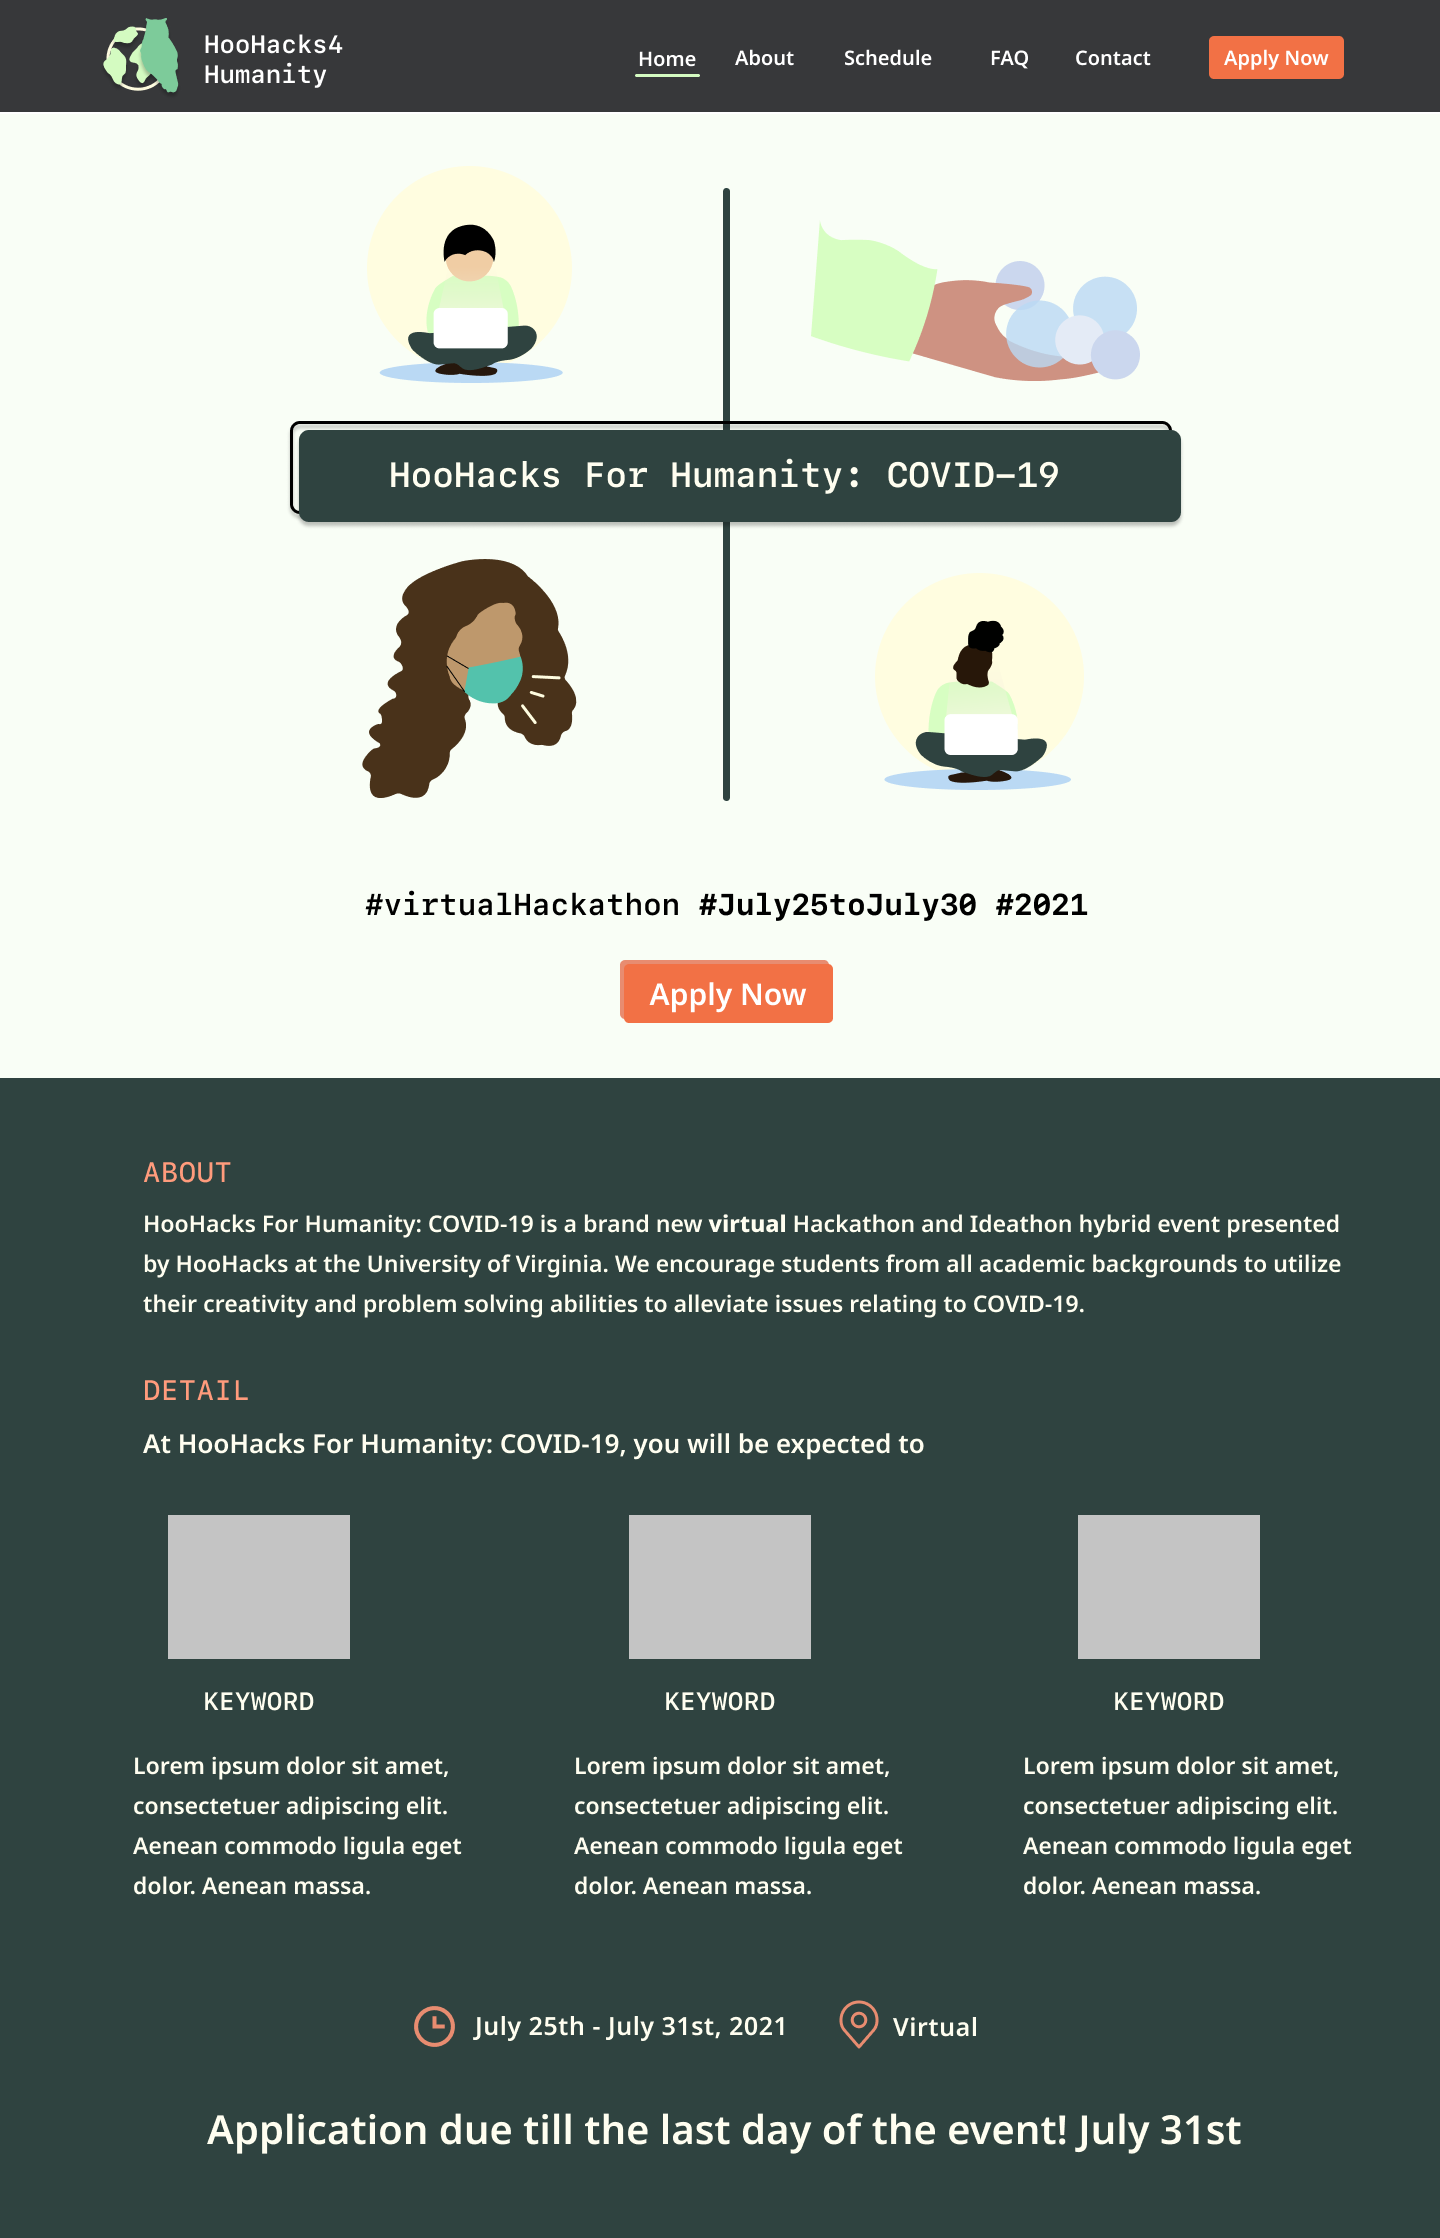 HooHacks4
Humanity
Home About Schedule FAQ Contact Apply Now
HooHacks For Humanity: COVID-19
#virtualHackathon #July25toJuly30 #2021
Apply Now
ABOUT
HooHacks For Humanity: COVID-19 is a brand new virtual Hackathon and Ideathon hybrid event presented
by HooHacks at the University of Virginia. We encourage students from all academic backgrounds to utilize
their creativity and problem solving abilities to alleviate issues relating to COVID-19.
DETAIL
At HooHacks For Humanity: COVID-19, you will be expected to
KEYWORD
Lorem ipsum dolor sit amet,
consectetuer adipiscing elit.
Aenean commodo ligula eget
dolor. Aenean massa.
KEYWORD
Lorem ipsum dolor sit amet,
consectetuer adipiscing elit.
Aenean commodo ligula eget
dolor. Aenean massa.
KEYWORD
Lorem ipsum dolor sit amet,
consectetuer adipiscing elit.
Aenean commodo ligula eget
dolor. Aenean massa.
July 25th - July 31st, 2021
Virtual
Application due till the last day of the event! July 31st